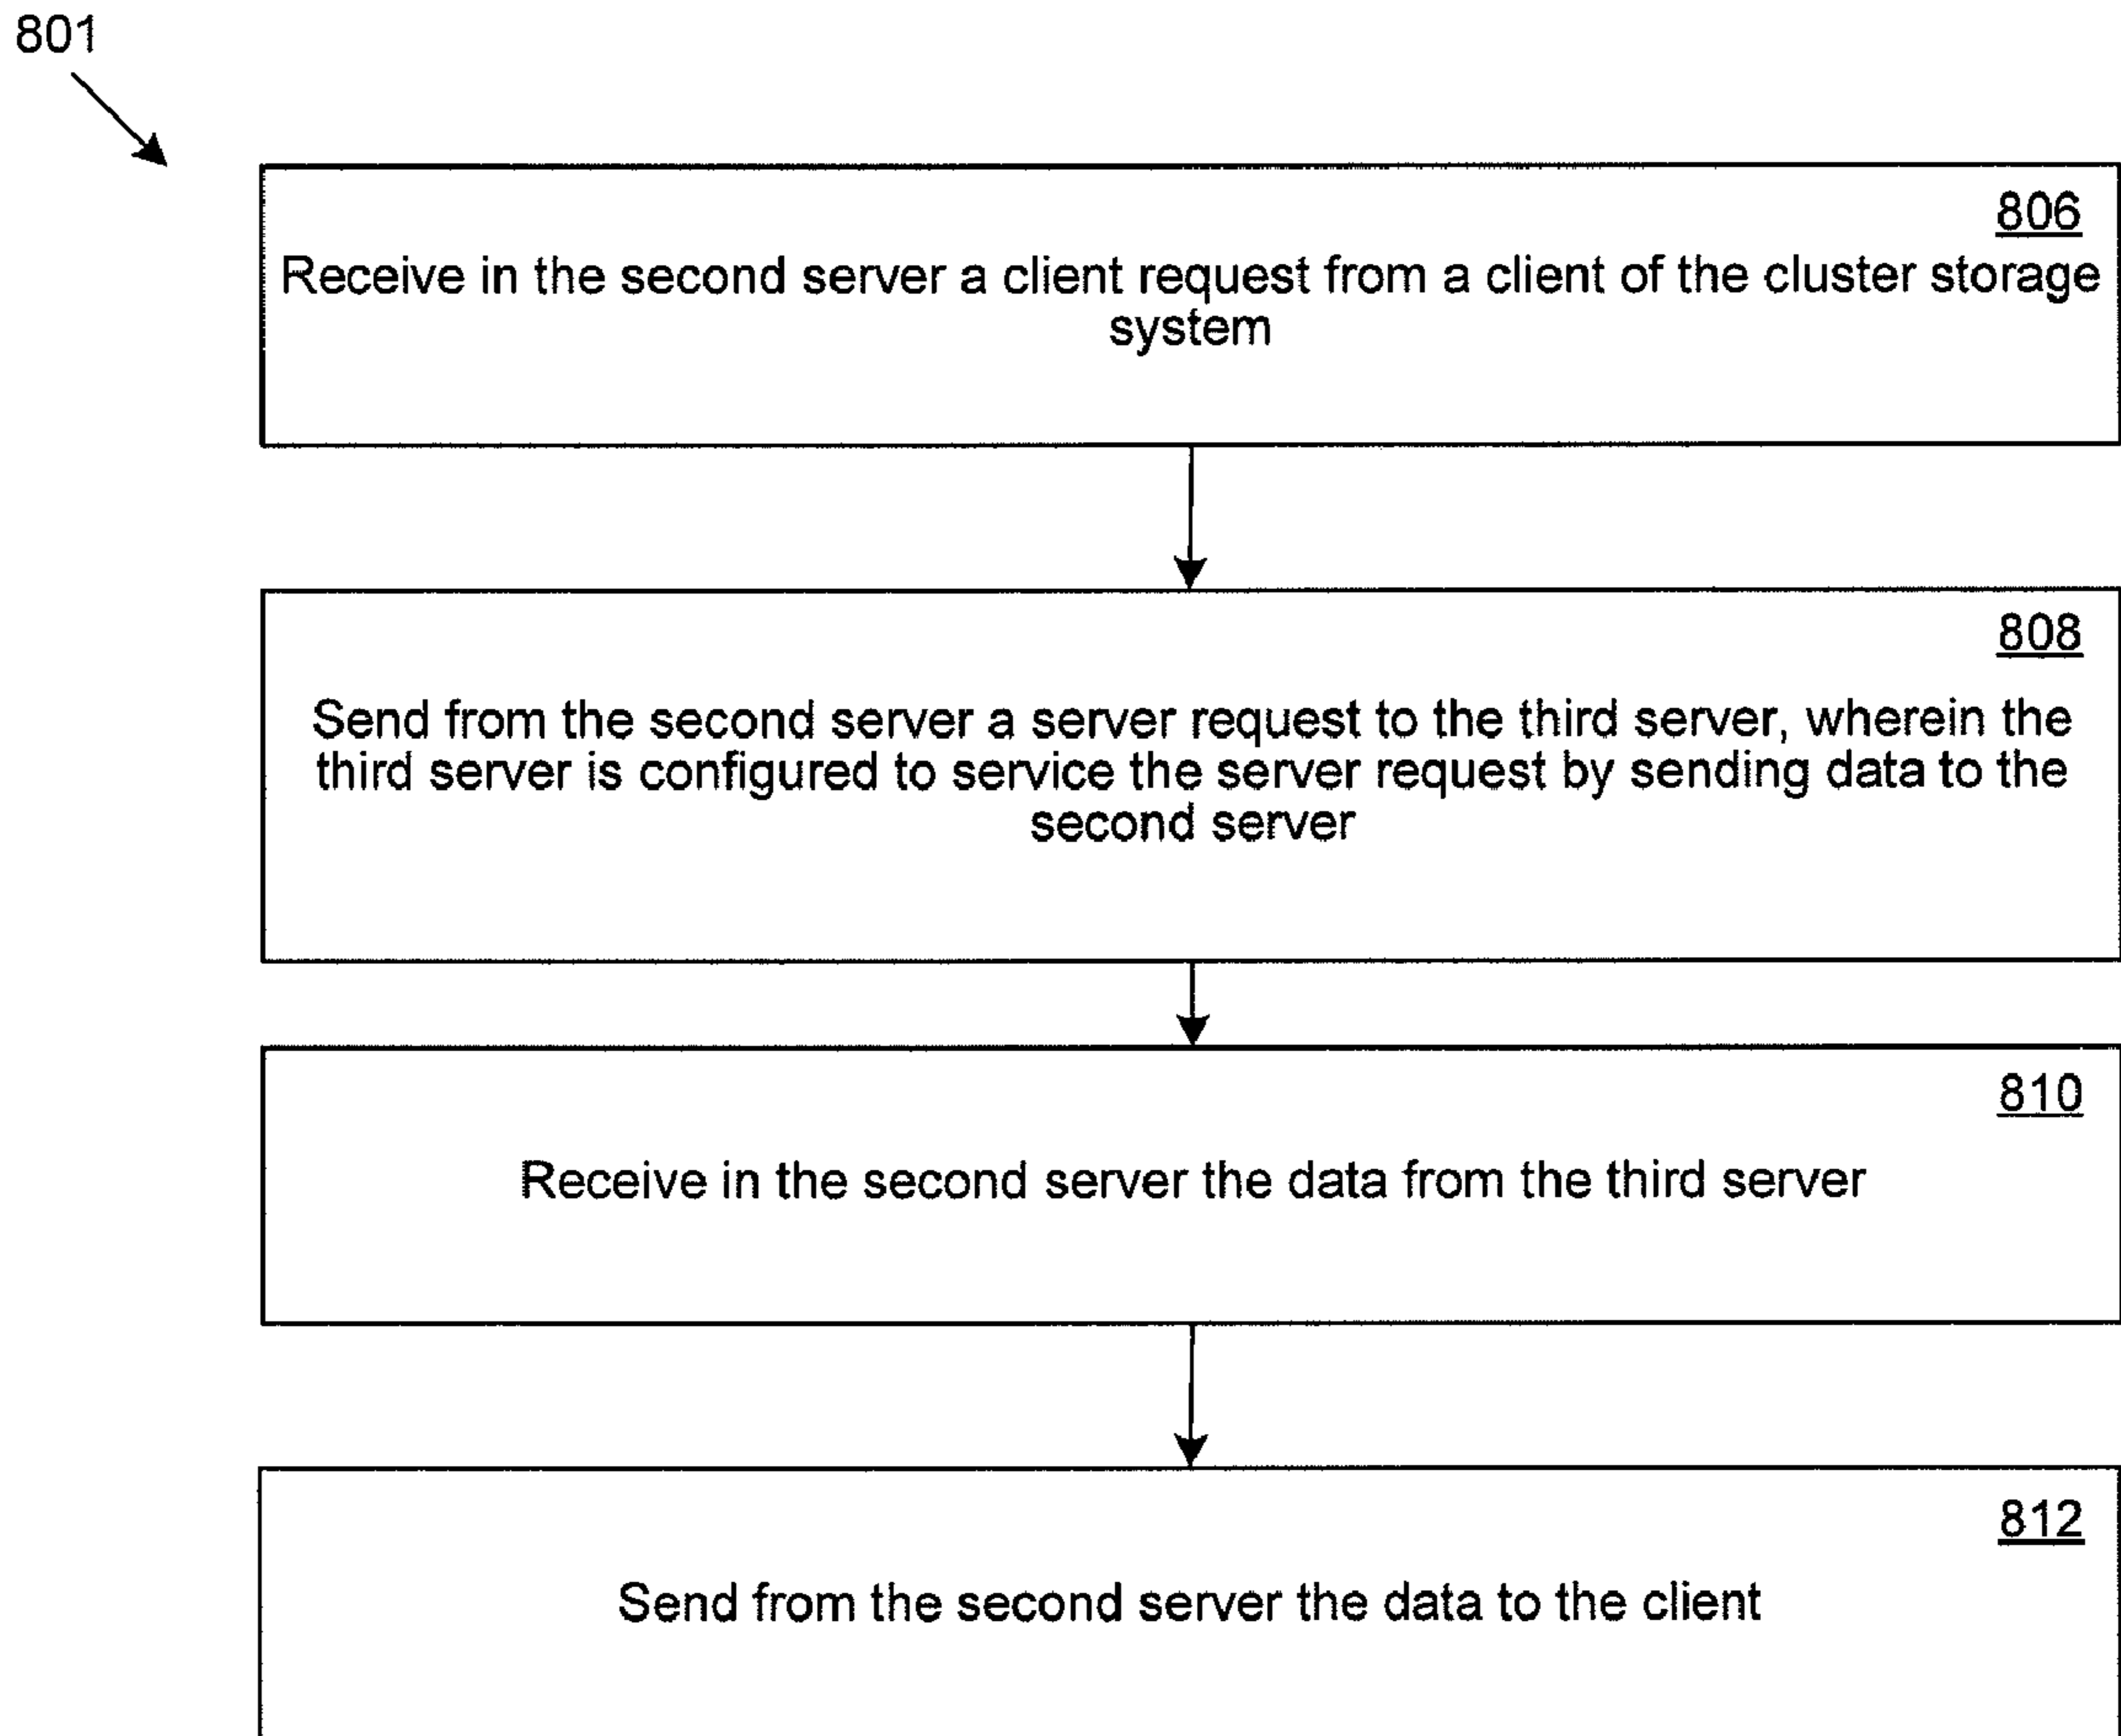 801
806
Receive in the second server a client request from a client of the cluster storage
system
808
Send from the second server a server request to the third server, wherein the
third server is configured to service the server request by sending data to the
second server
810
Receive in the second server the data from the third server
812
Send from the second server the data to the client